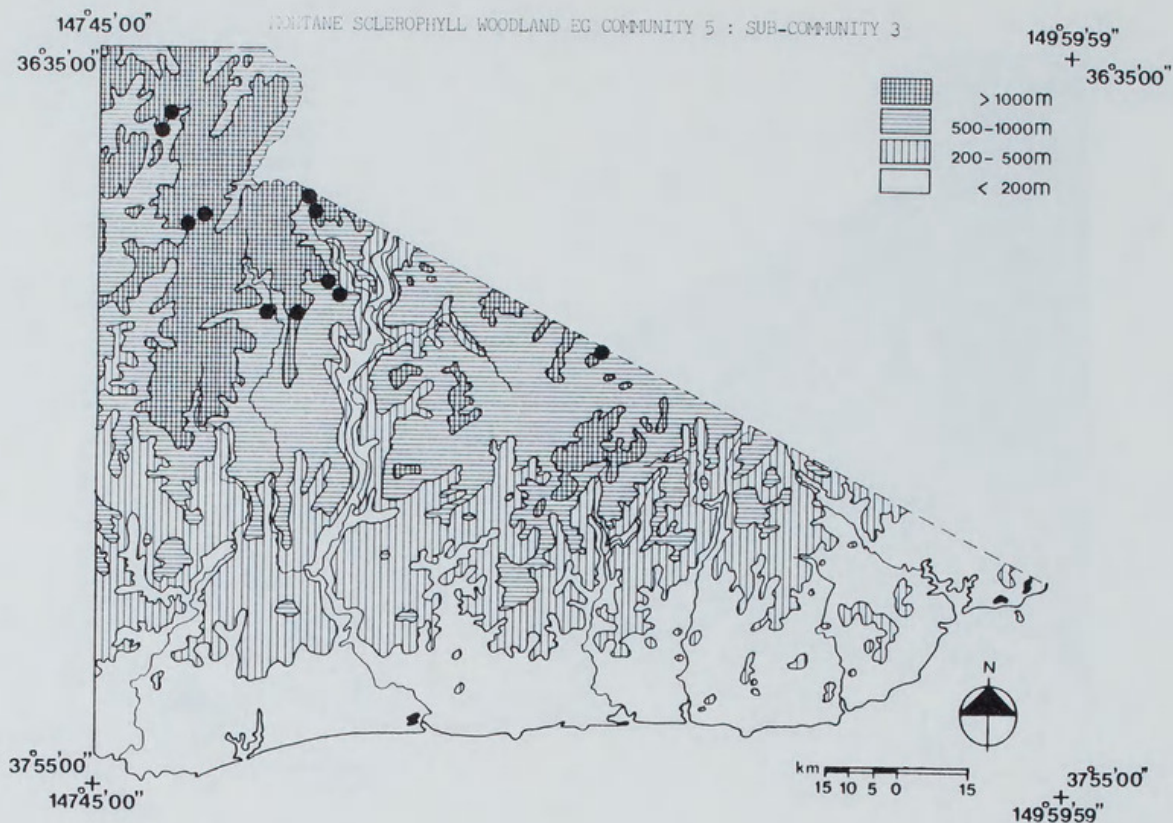 MONTANE SCLEROPHYLL WOODLAND EG COMMUNITY 5 : SUB-COMMUNITY 3
147°45'00"
36°35'00"
149°59'59"
36°35'00"
> 1000m
500-1000m
200-500m
< 200m
N
km
15 10 5 0 15
37°55'00"
147°45'00"
37°55'00"
149°59'59"